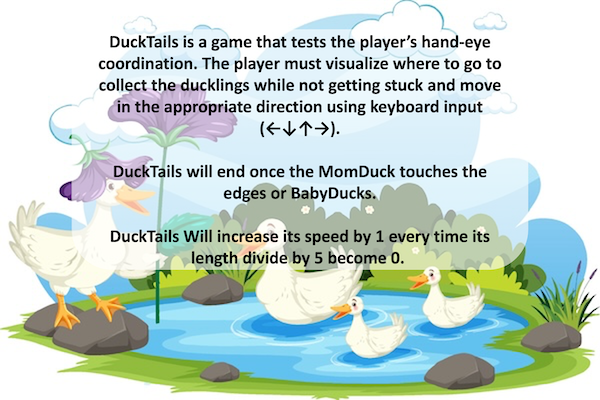 DuckTails is a game that tests the player’s hand-eye
coordination. The player must visualize where to go to
collect the ducklings while not getting stuck and move
in the appropriate direction using keyboard input
(←↓↑→).
DuckTails will end once the MomDuck touches the
edges or BabyDucks.
DuckTails Will increase its speed by 1 every time its
length divide by 5 become 0.